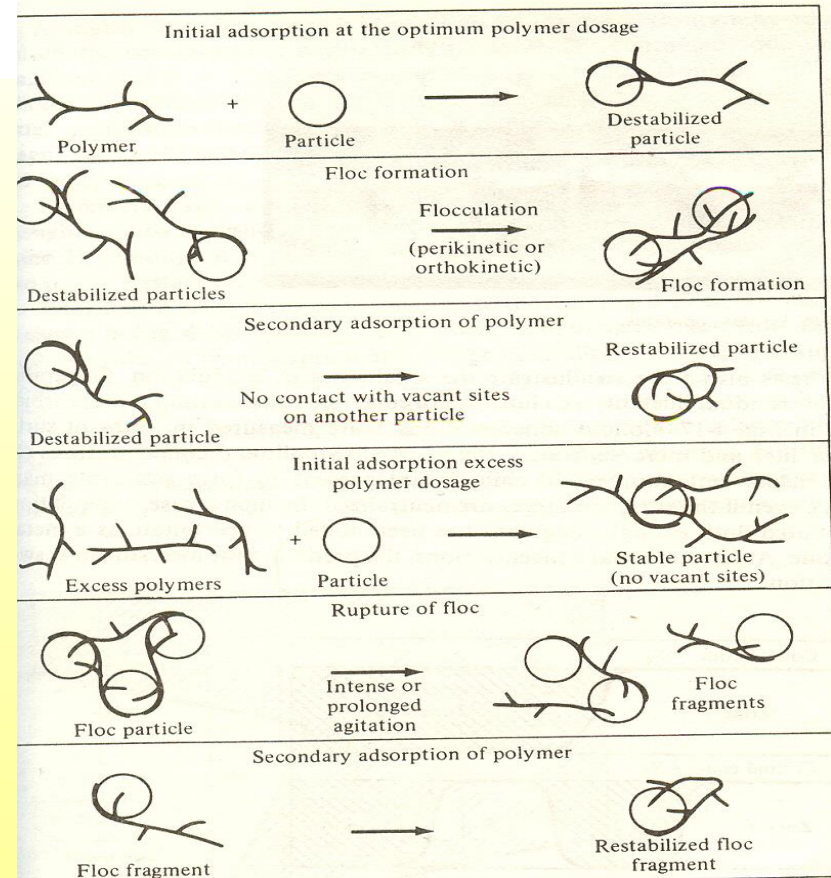 Initial adsorption at the optimum polymer dosage
+
Polymer
Particle
Destabilized
particle
Floc formation
Flocculation
(perikinetic or
orthokinetic)
Destabilized particles
Floc formation
Secondary adsorption of polymer
Restabilized particle
No contact with vacant sites
on another particle
Destabilized particle
Initial adsorption excess
polymer dosage
+
Excess polymers
Particle
Stable particle
(no vacant sites)
Rupture of floc
Intense or
prolonged
agitation
Floc
fragments
Floc particle
Secondary adsorption of polymer
Floc fragment
Restabilized floc
fragment